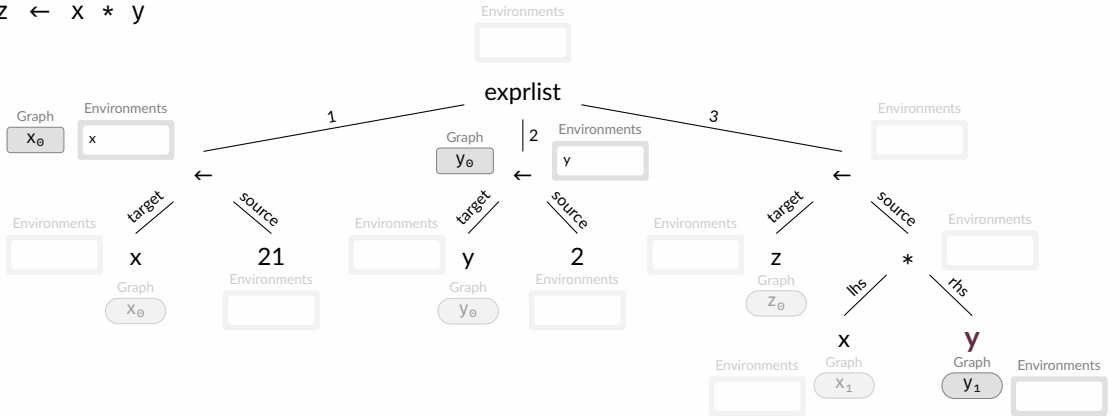 z ← x * y
Environments
exprlist
1
2
3
Graph
x₀
Environments
x
Graph
y₀
Environments
y
Environments
←
←
←
target
source
target
source
target
source
Environments
x
21
Environments
y
2
Environments
z
*
Environments
Graph
x₀
Environments
Graph
y₀
Environments
Graph
z₀
lhs
rhs
x
y
Environments
Graph
x₁
Graph
y₁
Environments